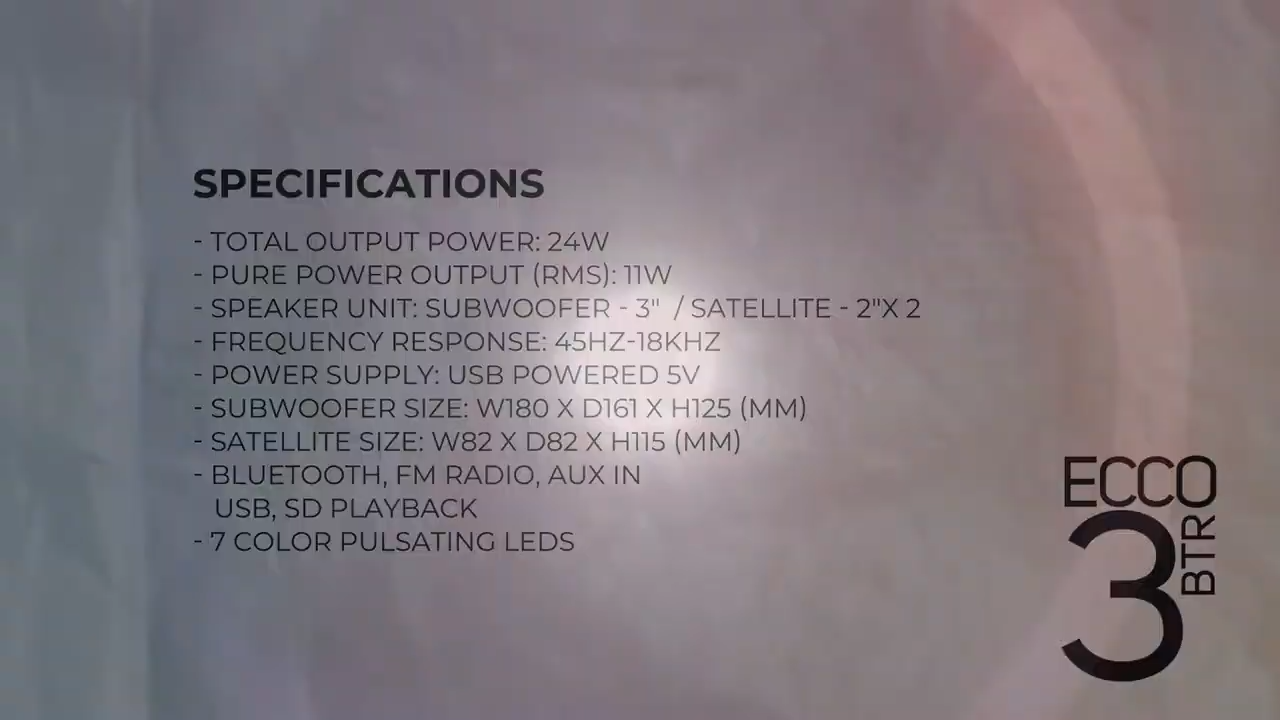 SPECIFICATIONS
- TOTAL OUTPUT POWER: 24W
- PURE POWER OUTPUT (RMS): 11W
- SPEAKER UNIT: SUBWOOFER - 3" / SATELLITE - 2"X 2
- FREQUENCY RESPONSE: 45HZ-18KHZ
- POWER SUPPLY: USB POWERED 5V
- SUBWOOFER SIZE: W180 X D161 X H125 (MM)
- SATELLITE SIZE: W82 X D82 X H115 (MM)
- BLUETOOTH, FM RADIO, AUX IN
USB, SD PLAYBACK
- 7 COLOR PULSATING LEDS
ECCO
3
BTR